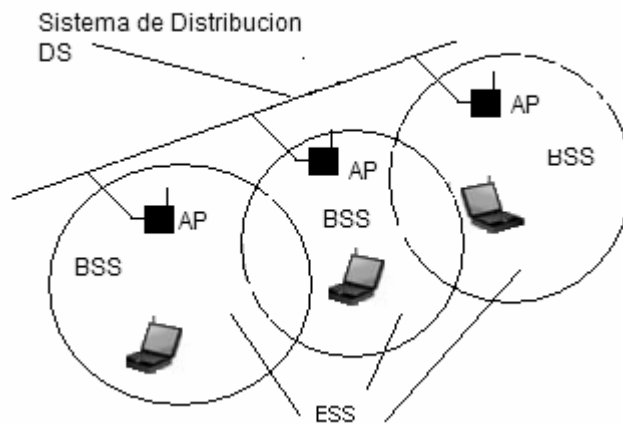 Sistema de Distribucion
DS
AP
BSS
AP
BSS
AP
BSS
ESS